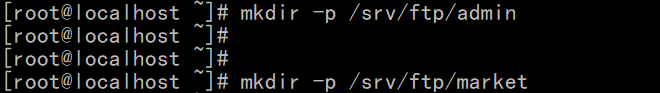 [root@localhost ~]# mkdir -p /srv/ftp/admin
[root@localhost ~]#
[root@localhost ~]#
[root@localhost ~]# mkdir -p /srv/ftp/market